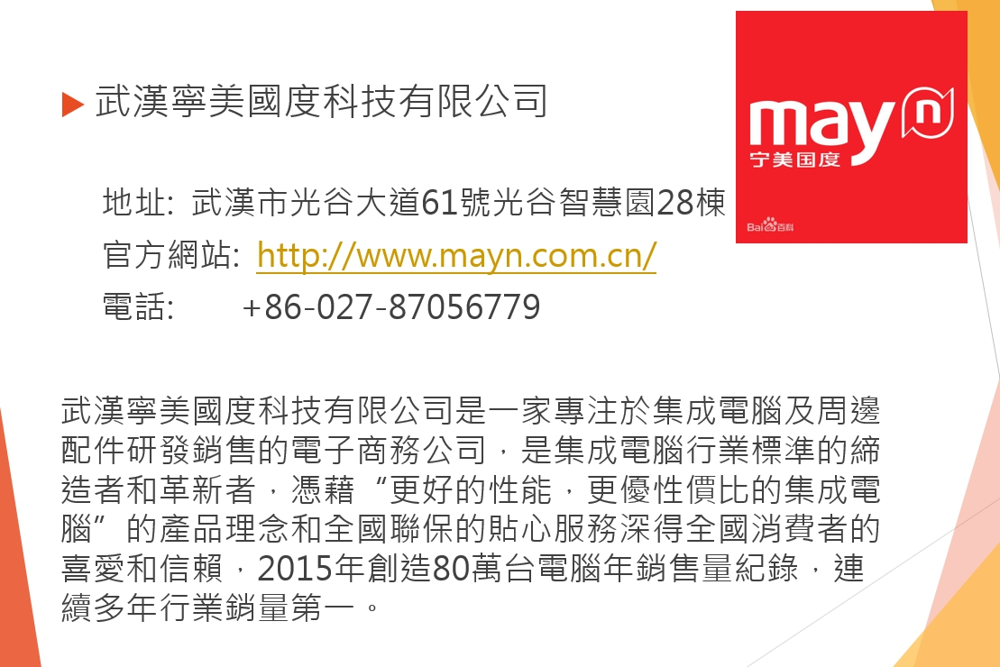 武漢寧美國度科技有限公司
mayn
宁美国度
Bai百科
地址: 武漢市光谷大道61號光谷智慧園28棟
官方網站: http://www.mayn.com.cn/
電話: +86-027-87056779
武漢寧美國度科技有限公司是一家專注於集成電腦及周邊
配件研發銷售的電子商務公司，是集成電腦行業標準的締
造者和革新者，憑藉“更好的性能，更優性價比的集成電
腦”的產品理念和全國聯保的貼心服務深得全國消費者的
喜愛和信賴，2015年創造80萬台電腦年銷售量紀錄，連
續多年行業銷量第一。